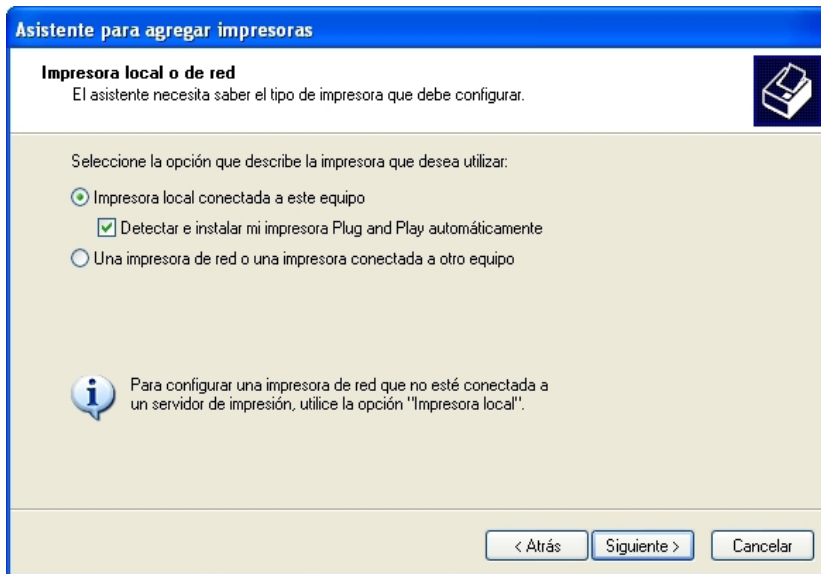 Asistente para agregar impresoras
Impresora local o de red
El asistente necesita saber el tipo de impresora que debe configurar.
Seleccione la opción que describe la impresora que desea utilizar:
Impresora local conectada a este equipo
Detectar e instalar mi impresora Plug and Play automáticamente
Una impresora de red o una impresora conectada a otro equipo
Para configurar una impresora de red que no esté conectada a
un servidor de impresión, utilice la opción "Impresora local".
< Atrás Siguiente > Cancelar